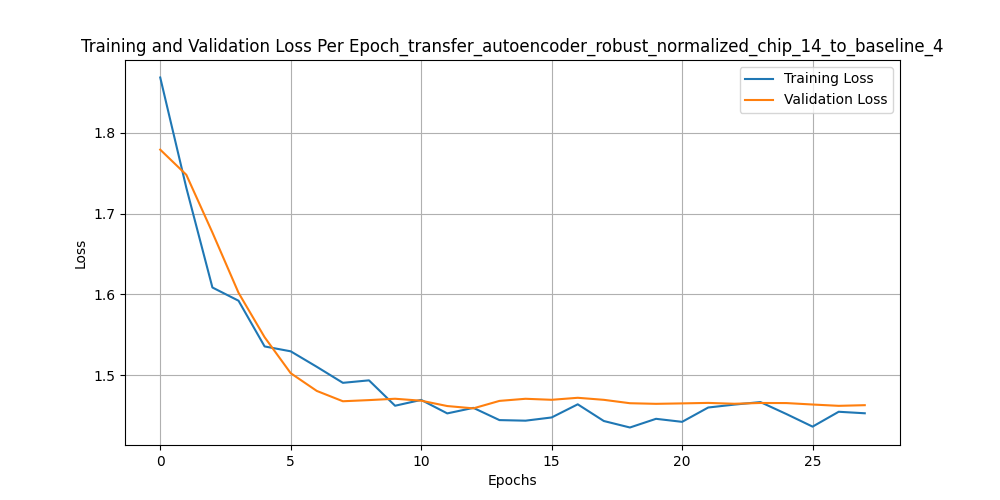 Training and Validation Loss Per Epoch_transfer_autoencoder_robust_normalized_chip_14_to_baseline_4
Training Loss
Validation Loss
1.8
1.7
1.6
1.5
Loss
0 5 10 15 20 25
Epochs